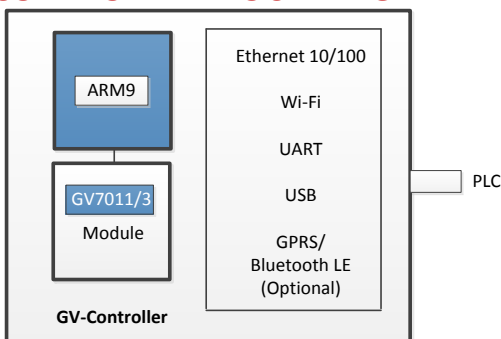 ARM9
GV7011/3
Module
GV-Controller
Ethernet 10/100
Wi-Fi
UART
USB
GPRS/
Bluetooth LE
(Optional)
PLC